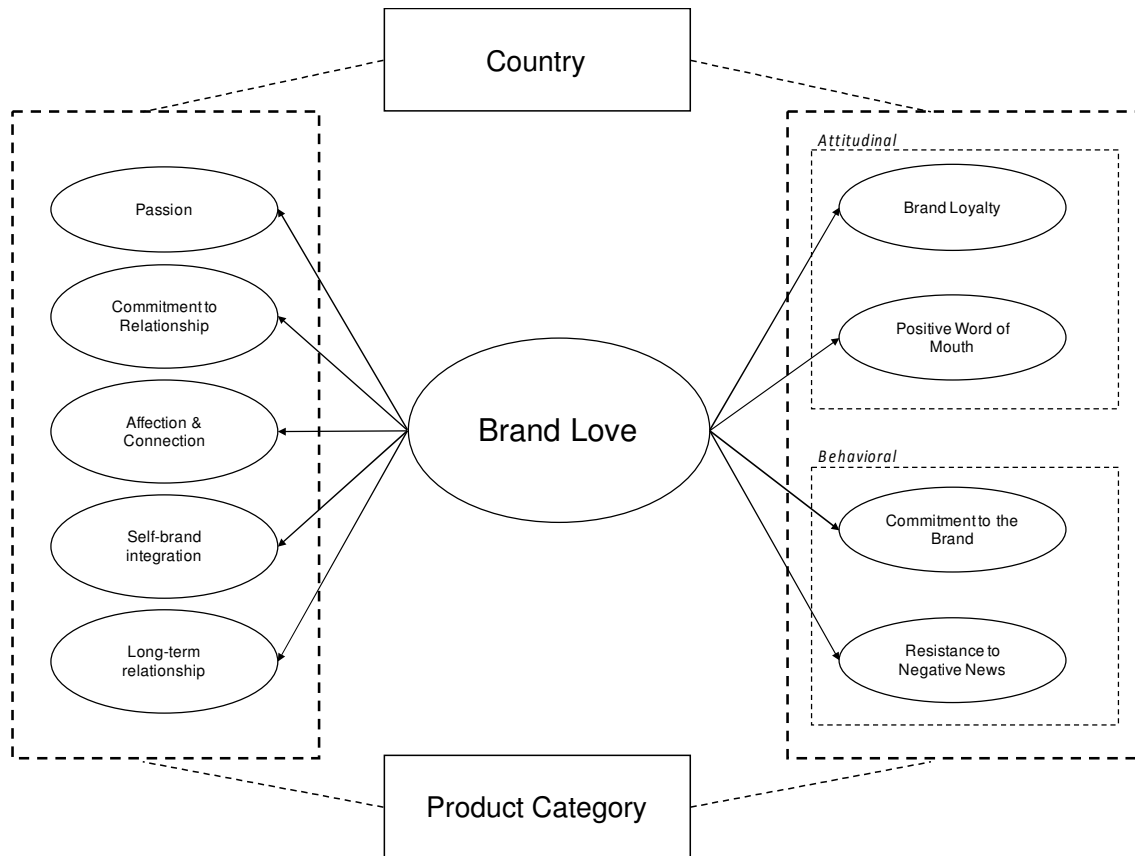 Country
Passion
Commitment to
Relationship
Affection &
Connection
Self-brand
integration
Long-term
relationship
Brand Love
Attitudinal
Brand Loyalty
Positive Word of
Mouth
Behavioral
Commitment to the
Brand
Resistance to
Negative News
Product Category